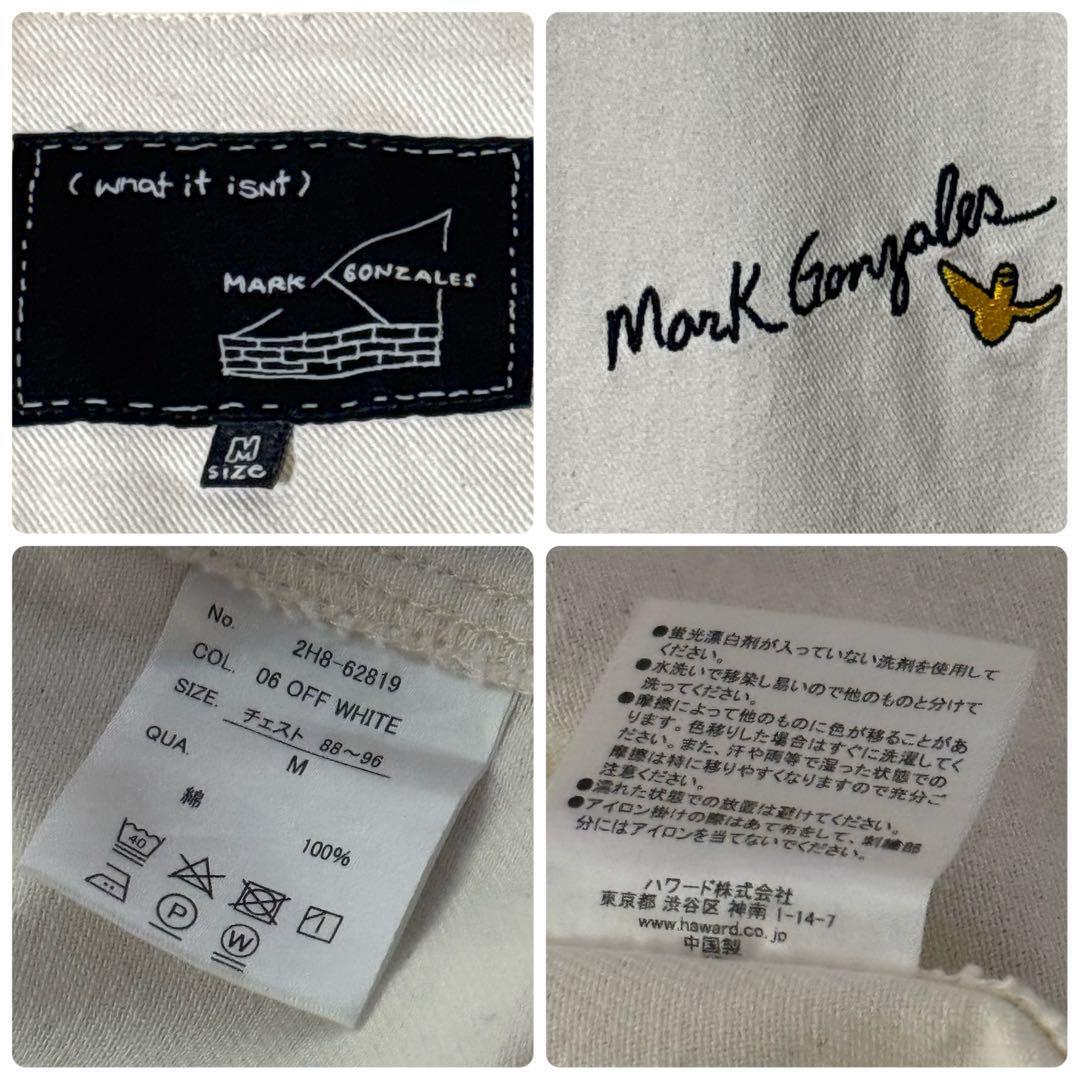 (what it isnt)
MARK GONZALES
M
size
Mark Gonzales
No.
2H8-62819
COL. 06 OFF WHITE
SIZE. チェスト 88～96
M
QUA.
綿 100%
40
P
W
●蛍光漂白剤が入っていない洗剤を使用して
ください。
●水洗いで移染し易いので他のものと分けて
洗ってください。
●摩擦によって他のものに色が移ることがあ
ります。色移りした場合はすぐに洗濯してく
ださい。また、汗や雨等で湿った状態での
摩擦は特に移りやすくなりますので充分ご
注意ください。
●濡れた状態での放置は避けてください。
●アイロン掛けの際はあて布をして、刺繍部
分にはアイロンを当てないでください。
ハワード株式会社
東京都 渋谷区 神南 1-14-7
www.haward.co.jp
中国製